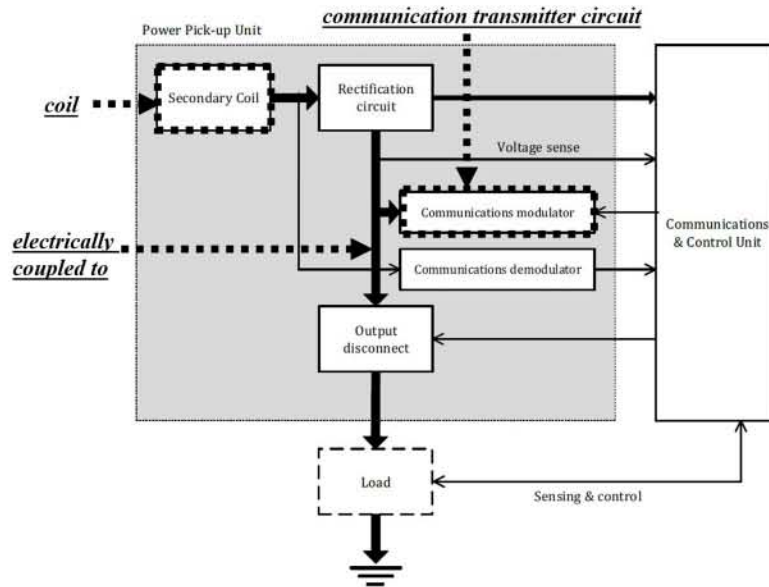 communication transmitter circuit
Power Pick-up Unit
coil
Secondary Coil
Rectification
circuit
Voltage sense
Communications modulator
Communications
& Control Unit
electrically
coupled to
Communications demodulator
Output
disconnect
Load
Sensing & control